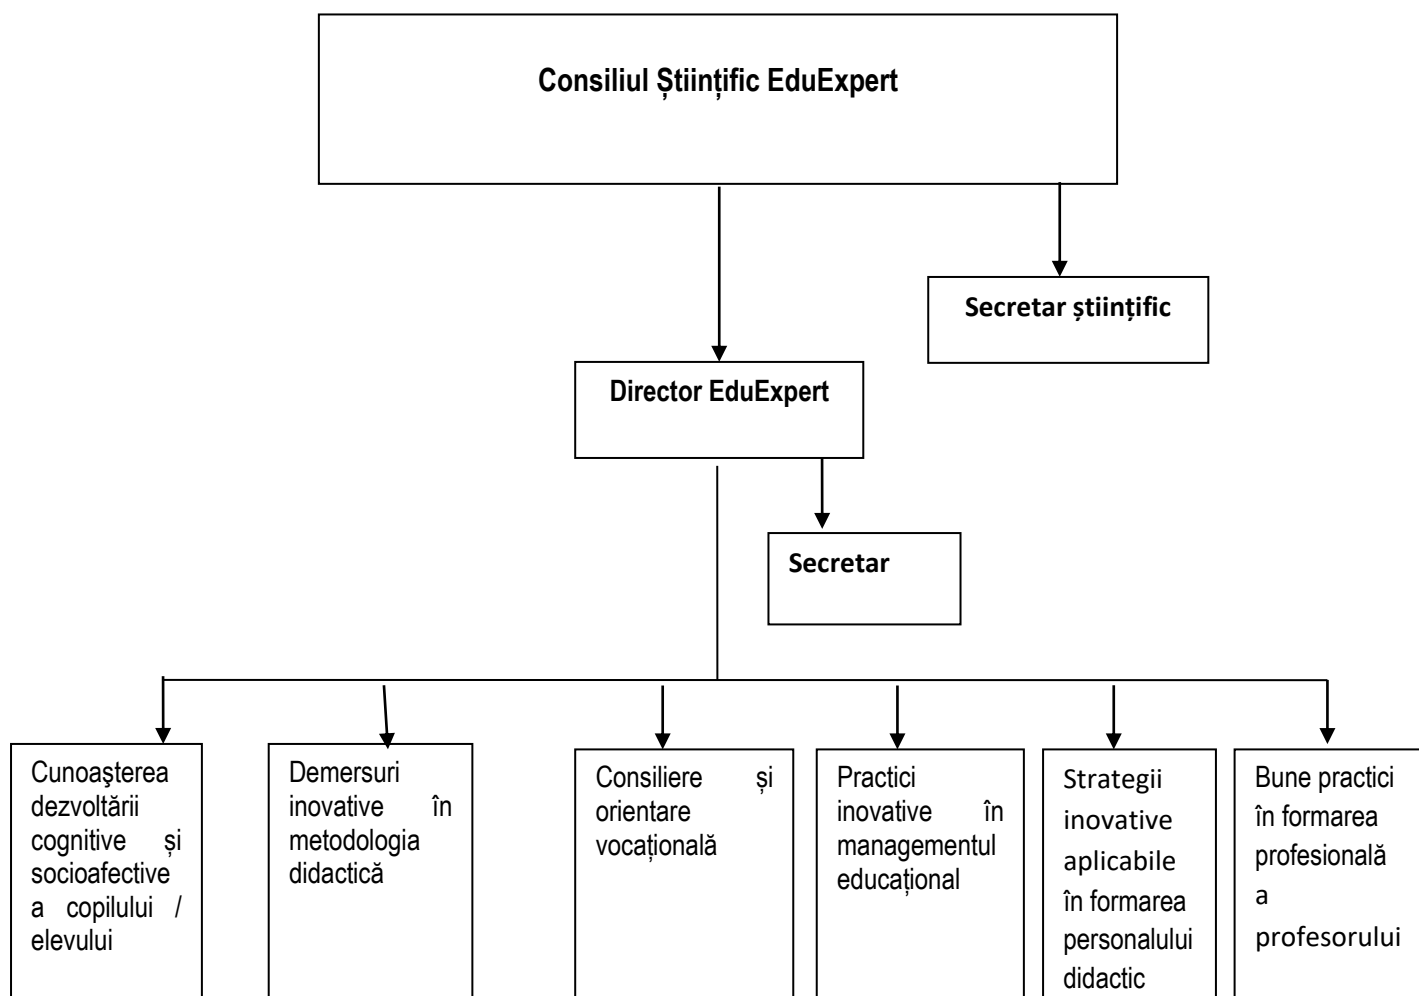 Consiliul Științific EduExpert
Secretar științific
Director EduExpert
Secretar
Cunoaşterea
dezvoltării
cognitive și
socioafective
a copilului /
elevului
Demersuri
inovative în
metodologia
didactică
Consiliere și
orientare
vocațională
Practici
inovative în
managementul
educațional
Strategii
inovative
aplicabile
în formarea
personalului
didactic
Bune practici
în formarea
profesională
a
profesorului